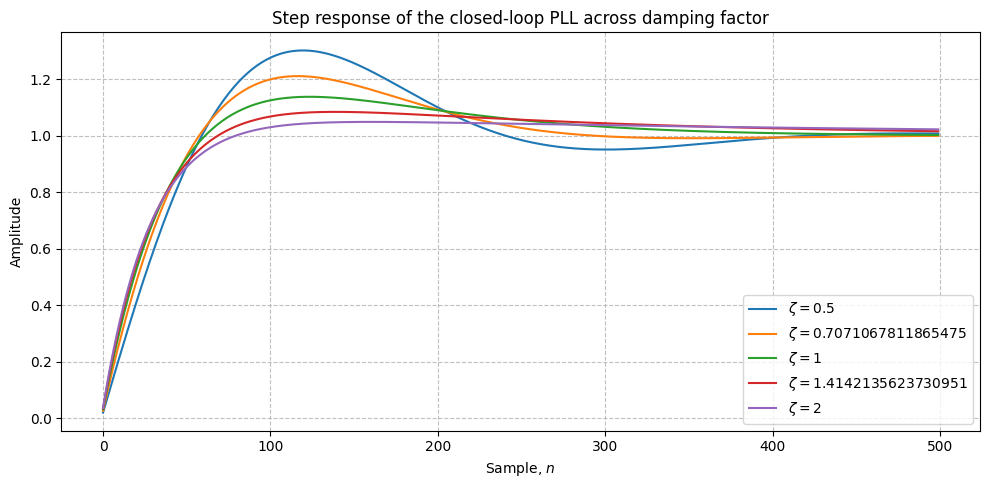 Step response of the closed-loop PLL across damping factor
Amplitude
1.2
1.0
0.8
0.6
0.4
0.2
0.0
0
100
200
300
400
500
Sample, n
ζ = 0.5
ζ = 0.7071067811865475
ζ = 1
ζ = 1.4142135623730951
ζ = 2